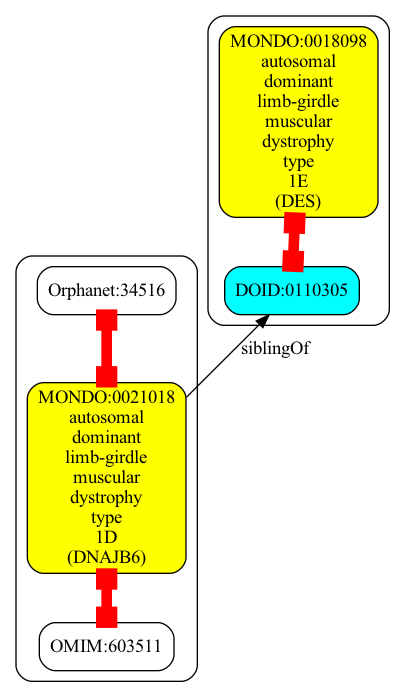 MONDO:0018098
autosomal
dominant
limb-girdle
muscular
dystrophy
type
1E
(DES)
Orphanet:34516
DOID:0110305
siblingOf
MONDO:0021018
autosomal
dominant
limb-girdle
muscular
dystrophy
type
1D
(DNAJB6)
OMIM:603511